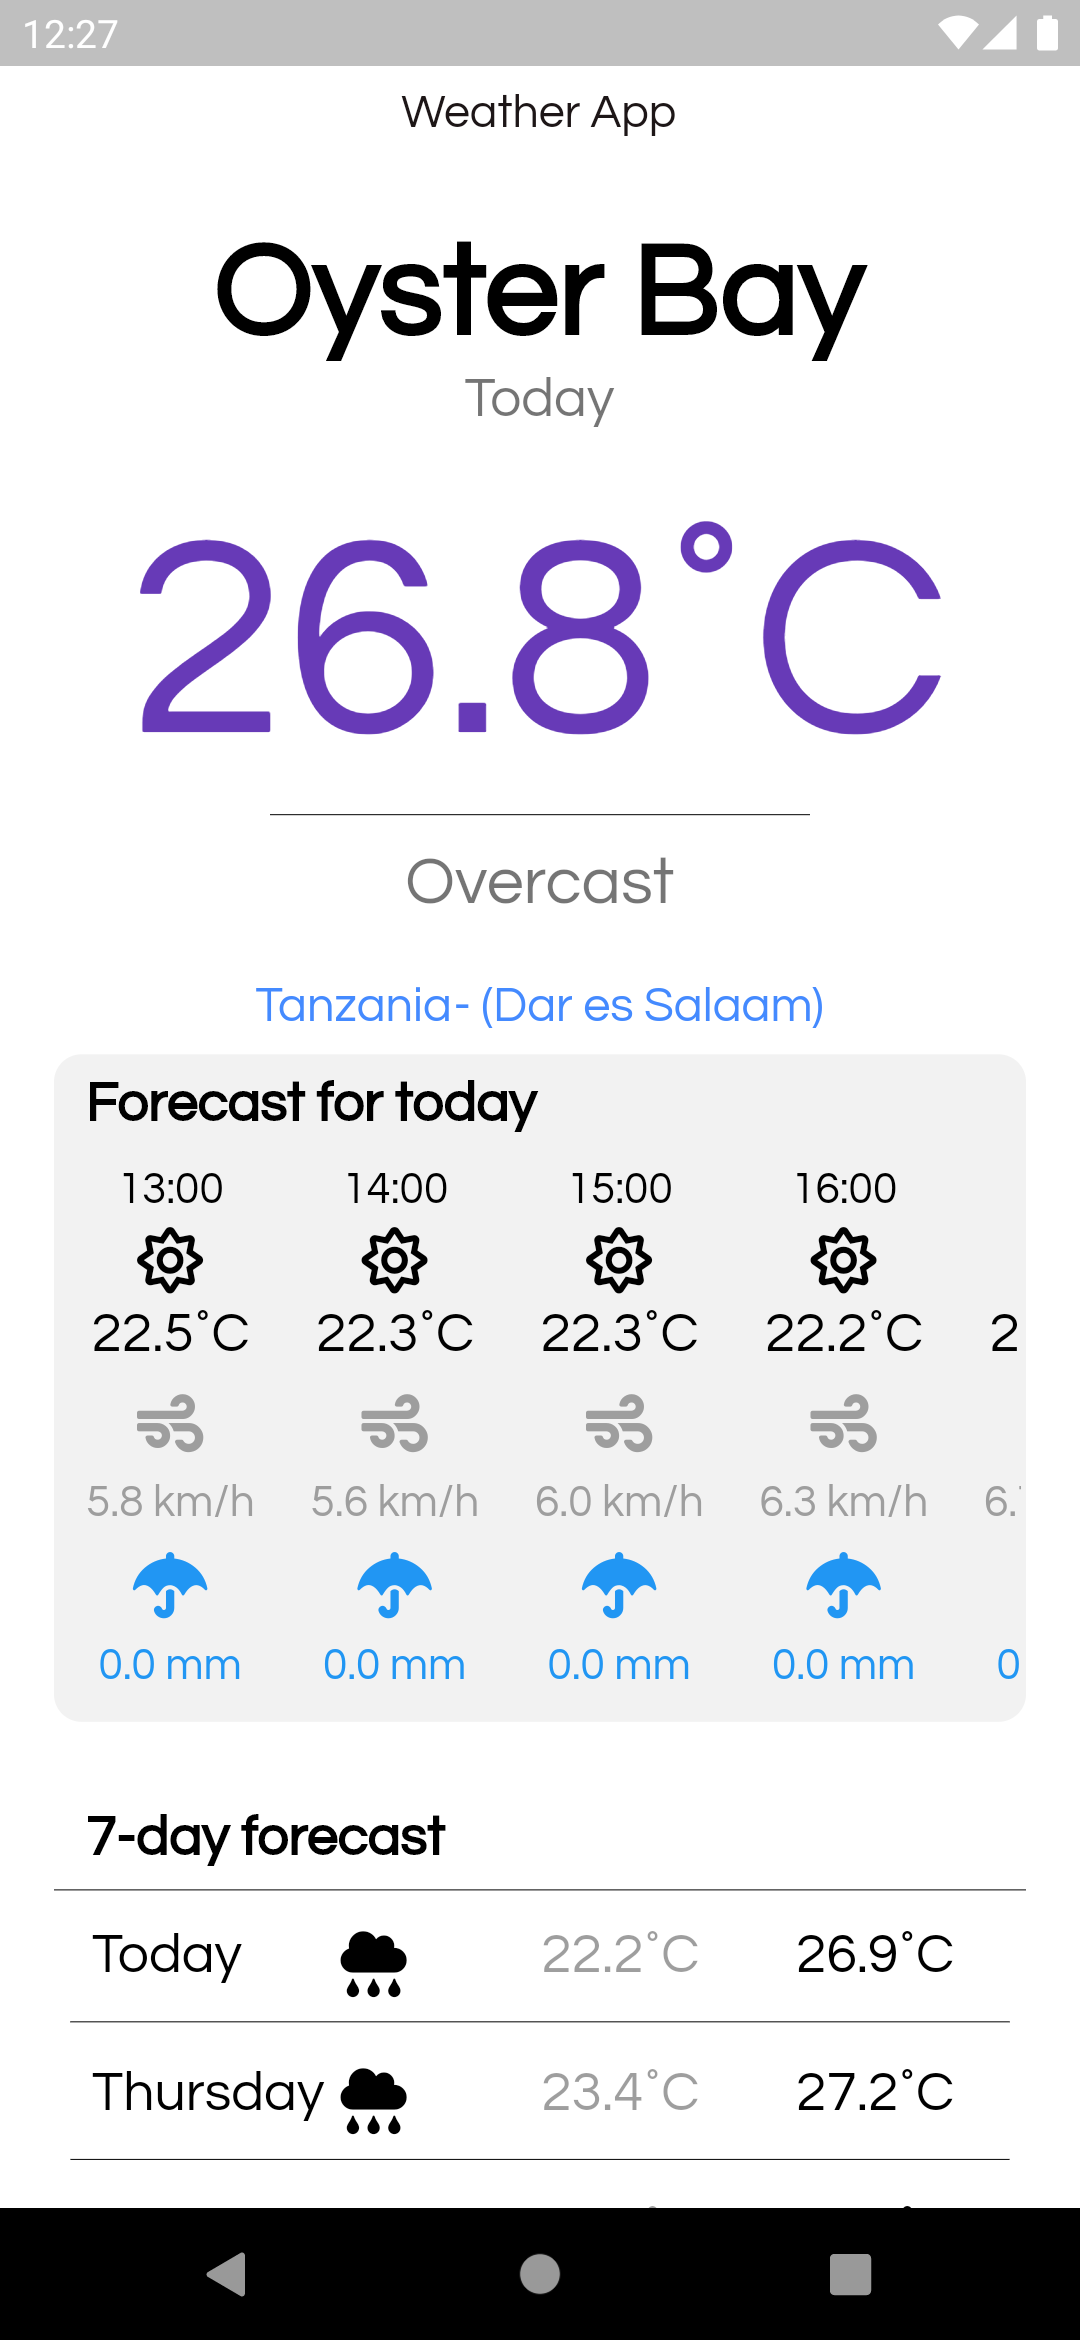 12:27
Weather App
Oyster Bay
Today
26.8°C
Overcast
Tanzania- (Dar es Salaam)
Forecast for today
13:00 14:00 15:00 16:00
22.5°C 22.3°C 22.3°C 22.2°C 2
5.8 km/h 5.6 km/h 6.0 km/h 6.3 km/h 6.
0.0 mm 0.0 mm 0.0 mm 0.0 mm 0
7-day forecast
Today 22.2°C 26.9°C
Thursday 23.4°C 27.2°C